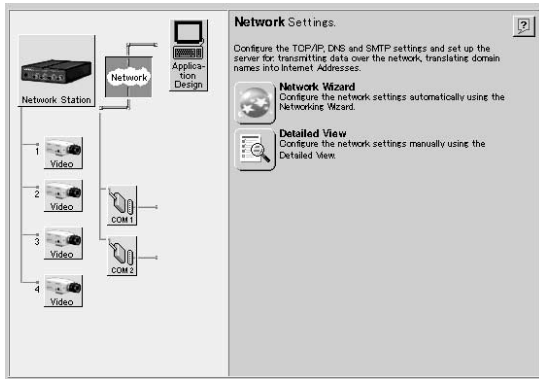 Network Station
Network
Applica-
tion
Design
1
Video
2
Video
3
Video
4
Video
COM 1
COM 2
Network Settings.
?
Configure the TCP/IP, DNS and SMTP settings and set up the
server for: transmitting data over the network, translating domain
names into Internet Addresses.
Network Wizard
Configure the network settings automatically using the
Networking Wizard.
Detailed View
Configure the network settings manually using the
Detailed View.